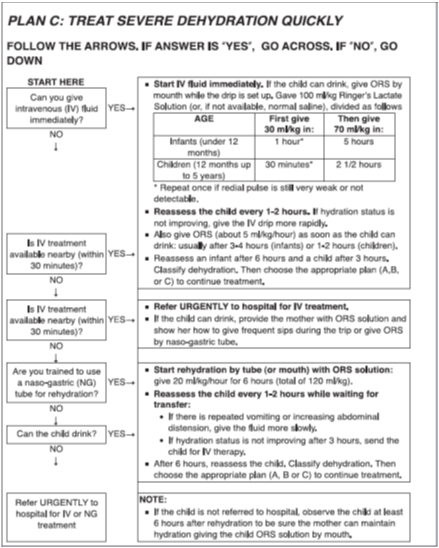 PLAN C: TREAT SEVERE DEHYDRATION QUICKLY
FOLLOW THE ARROWS. IF ANSWER IS "YES", GO ACROSS. IF "NO", GO
DOWN
START HERE
Can you give
intravenous (IV) fluid
immediately?
YES→
NO
↓
• Start IV fluid immediately. If the child can drink, give ORS by
mounth while the drip is set up. Gave 100 ml/kg Ringer's Lactate
Solution (or, if not available, normal saline), divided as follows
AGE First give 30 ml/kg in: Then give 70 ml/kg in:
Infants (under 12 months) 1 hour* 5 hours
Children (12 months up to 5 years) 30 minutes* 2 1/2 hours
* Repeat once if redial pulse is still very weak or not
detectable.
• Reassess the child every 1-2 hours. If hydration status is
not improving, give the IV drip more rapidly.
• Also give ORS (about 5 ml/kg/hour) as soon as the child can
drink: usually after 3-4 hours (infants) or 1-2 hours (children).
• Reassess an infant after 6 hours and a child after 3 hours.
Classify dehydration. Then choose the appropriate plan (A,B,
or C) to continue treatment.
Is IV treatment
available nearby (within
30 minutes)?
YES→
NO
↓
Is IV treatment
available nearby (within
30 minutes)?
YES→
NO
↓
• Refer URGENTLY to hospital for IV treatment.
• If the child can drink, provide the mother with ORS solution and
show her how to give frequent sips during the trip or give ORS
by naso-gastric tube.
Are you trained to use
a naso-gastric (NG)
tube for rehydration?
YES→
NO
↓
• Start rehydration by tube (or mouth) with ORS solution:
give 20 ml/kg/hour for 6 hours (total of 120 ml/kg).
• Reassess the child every 1-2 hours while waiting for
transfer:
• If there is repeated vomiting or increasing abdominal
distension, give the fluid more slowly.
• If hydration status is not improving after 3 hours, send the
child for IV therapy.
• After 6 hours, reassess the child. Classify dehydration. Then
choose the appropriate plan (A, B or C) to continue treatment.
Can the child drink?
YES→
NO
↓
Refer URGENTLY to
hospital for IV or NG
treatment
NOTE:
• If the child is not referred to hospital, observe the child at least
6 hours after rehydration to be sure the mother can maintain
hydration giving the child ORS solution by mouth.